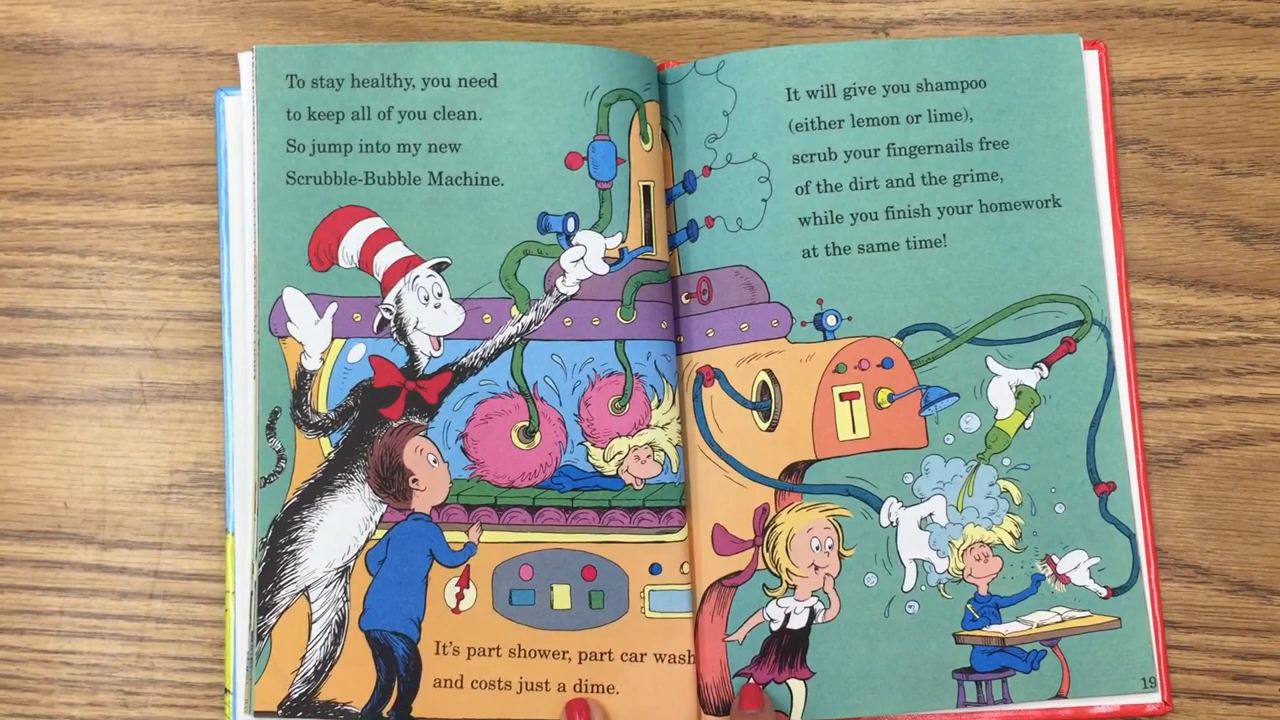 To stay healthy, you need
to keep all of you clean.
So jump into my new
Scrubble-Bubble Machine.
It's part shower, part car wash
and costs just a dime.
It will give you shampoo
(either lemon or lime),
scrub your fingernails free
of the dirt and the grime,
while you finish your homework
at the same time!
19